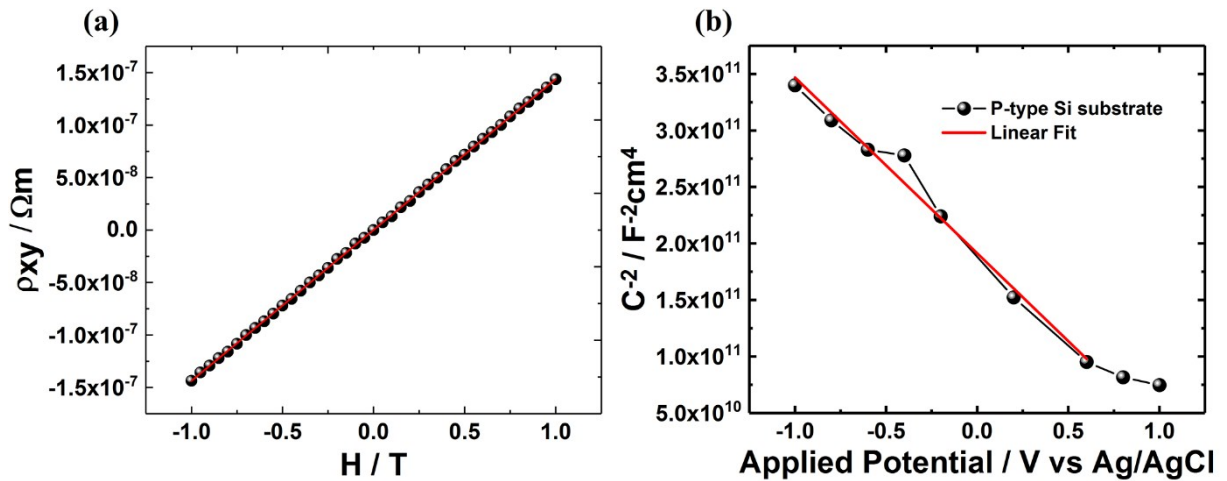 (a)
ρxy / Ωm
1.5x10⁻⁷
1.0x10⁻⁷
5.0x10⁻⁸
0.0
-5.0x10⁻⁸
-1.0x10⁻⁷
-1.5x10⁻⁷
-1.0 -0.5 0.0 0.5 1.0
H / T
(b)
C⁻² / F⁻²cm⁴
3.5x10¹¹
3.0x10¹¹
2.5x10¹¹
2.0x10¹¹
1.5x10¹¹
1.0x10¹¹
5.0x10¹⁰
P-type Si substrate
Linear Fit
-1.0 -0.5 0.0 0.5 1.0
Applied Potential / V vs Ag/AgCl